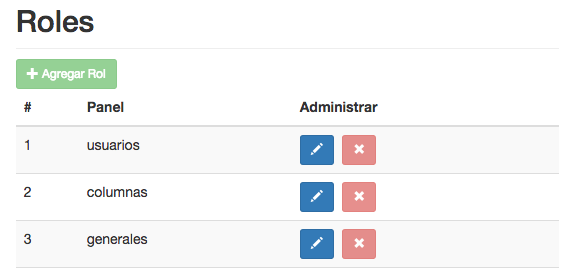 Roles
Agregar Rol
# Panel Administrar
1 usuarios
2 columnas
3 generales